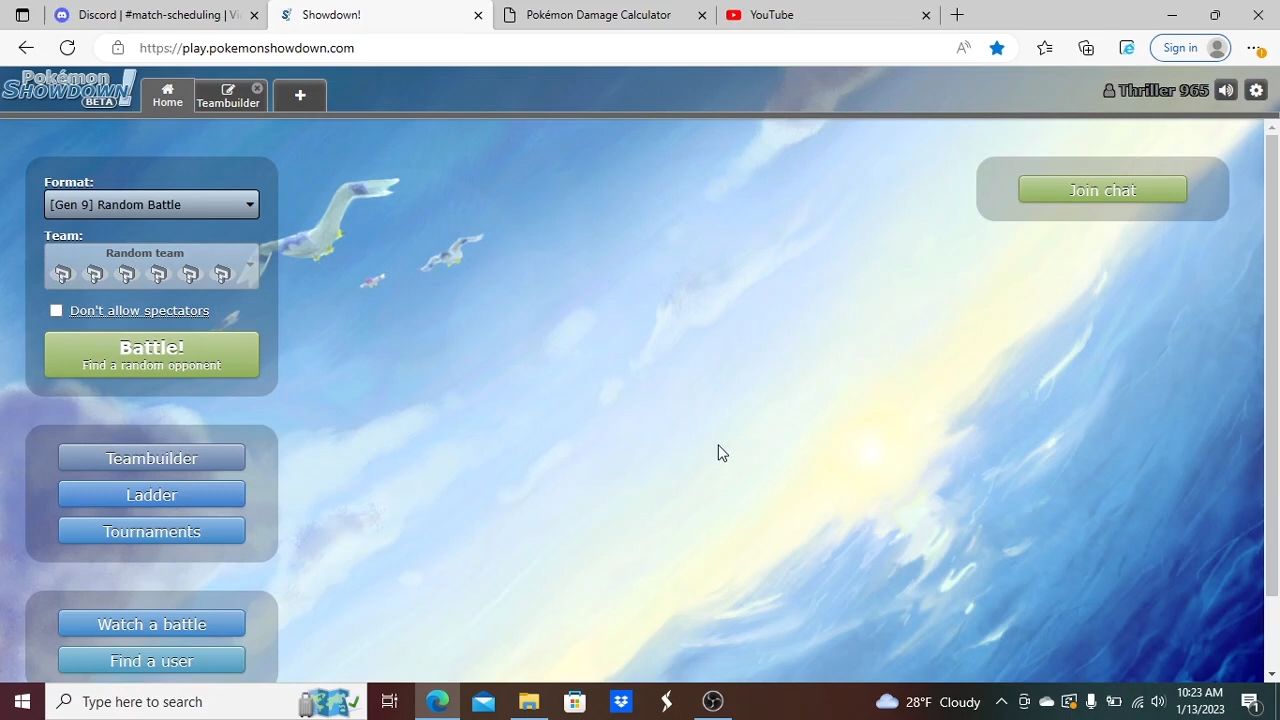 Discord | #match-scheduling | Vi
Showdown!
Pokémon Damage Calculator
YouTube
https://play.pokemonshowdown.com
Sign in
Pokémon
SHOWDOWN!
BETA
Home
Teambuilder
Thriller 965
Format:
[Gen 9] Random Battle
Team:
Random team
Don't allow spectators
Battle!
Find a random opponent
Join chat
Teambuilder
Ladder
Tournaments
Watch a battle
Find a user
Type here to search
28°F Cloudy
10:23 AM
1/13/2023
1